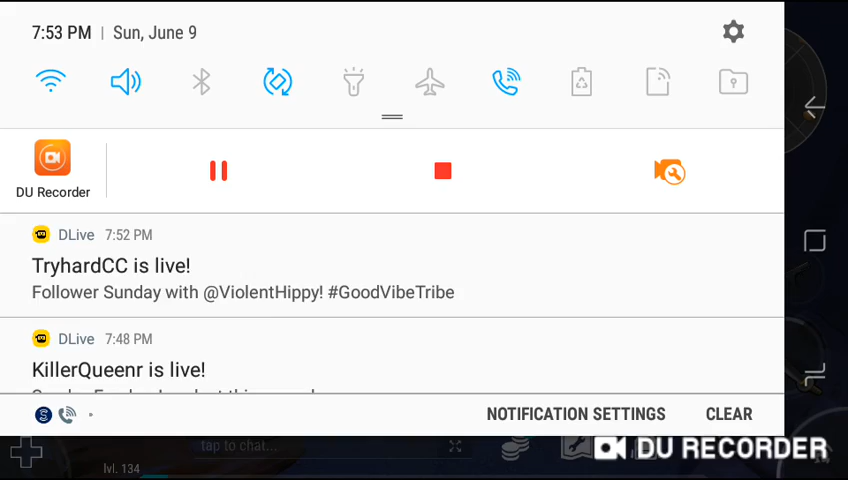 7:53 PM | Sun, June 9
DU Recorder
DLive 7:52 PM
TryhardCC is live!
Follower Sunday with @ViolentHippy! #GoodVibeTribe
DLive 7:48 PM
KillerQueenr is live!
NOTIFICATION SETTINGS CLEAR
tap to chat...
DU RECORDER
lvl. 134